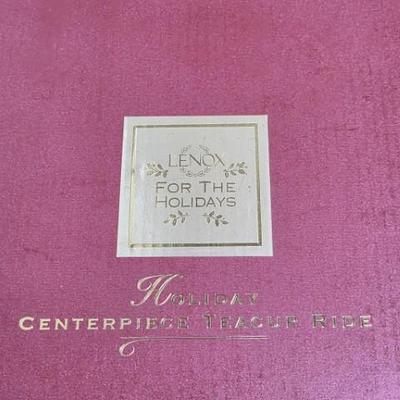 LENOX
FOR THE
HOLIDAYS
HOLIDAY
CENTERPIECE TEACUP RIDE